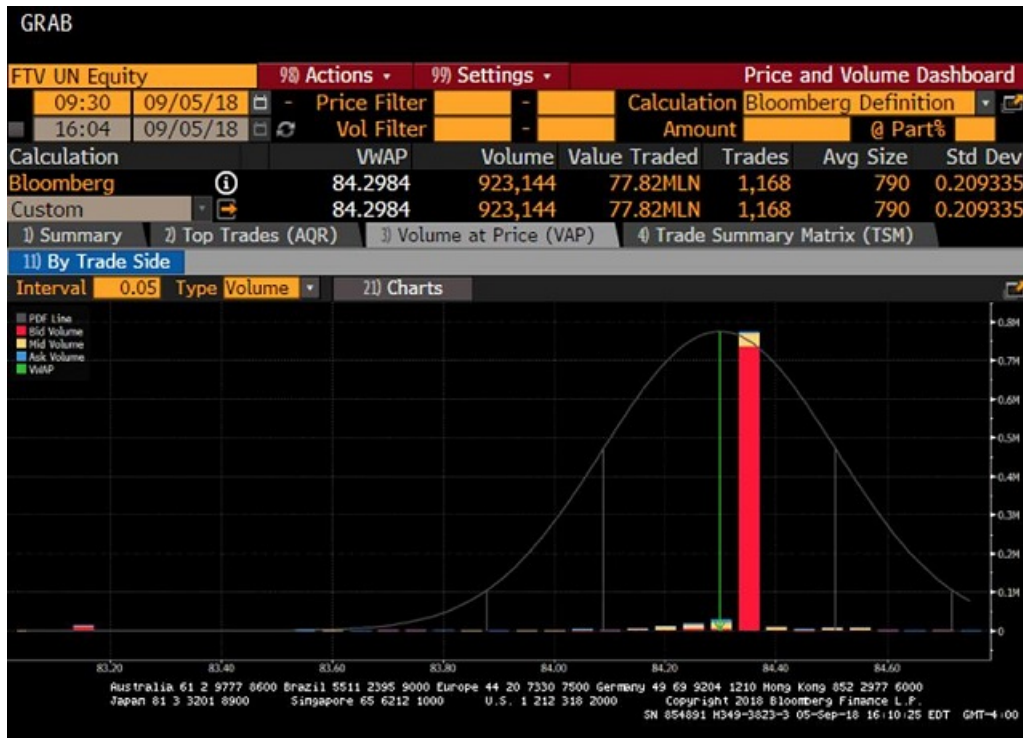 GRAB
FTV UN Equity 98) Actions 99) Settings Price and Volume Dashboard
09:30 09/05/18 - Price Filter - Calculation Bloomberg Definition
16:04 09/05/18 Vol Filter - Amount @ Part%
Calculation VWAP Volume Value Traded Trades Avg Size Std Dev
Bloomberg i 84.2984 923,144 77.82MLN 1,168 790 0.209335
Custom 84.2984 923,144 77.82MLN 1,168 790 0.209335
1) Summary 2) Top Trades (AQR) 3) Volume at Price (VAP) 4) Trade Summary Matrix (TSM)
11) By Trade Side
Interval 0.05 Type Volume 21) Charts
PDF Line
Bid Volume
Mid Volume
Ask Volume
VWAP
0.8M
0.7M
0.6M
0.5M
0.4M
0.3M
0.2M
0.1M
0
83.20 83.40 83.60 83.80 84.00 84.20 84.40 84.60
Australia 61 2 9777 8600 Brazil 5511 2395 9000 Europe 44 20 7330 7500 Germany 49 69 9204 1210 Hong Kong 852 2977 6000
Japan 81 3 3201 8900 Singapore 65 6212 1000 U.S. 1 212 318 2000 Copyright 2018 Bloomberg Finance L.P.
SN 854891 H349-3823-3 05-Sep-18 16:10:25 EDT GMT-4:00